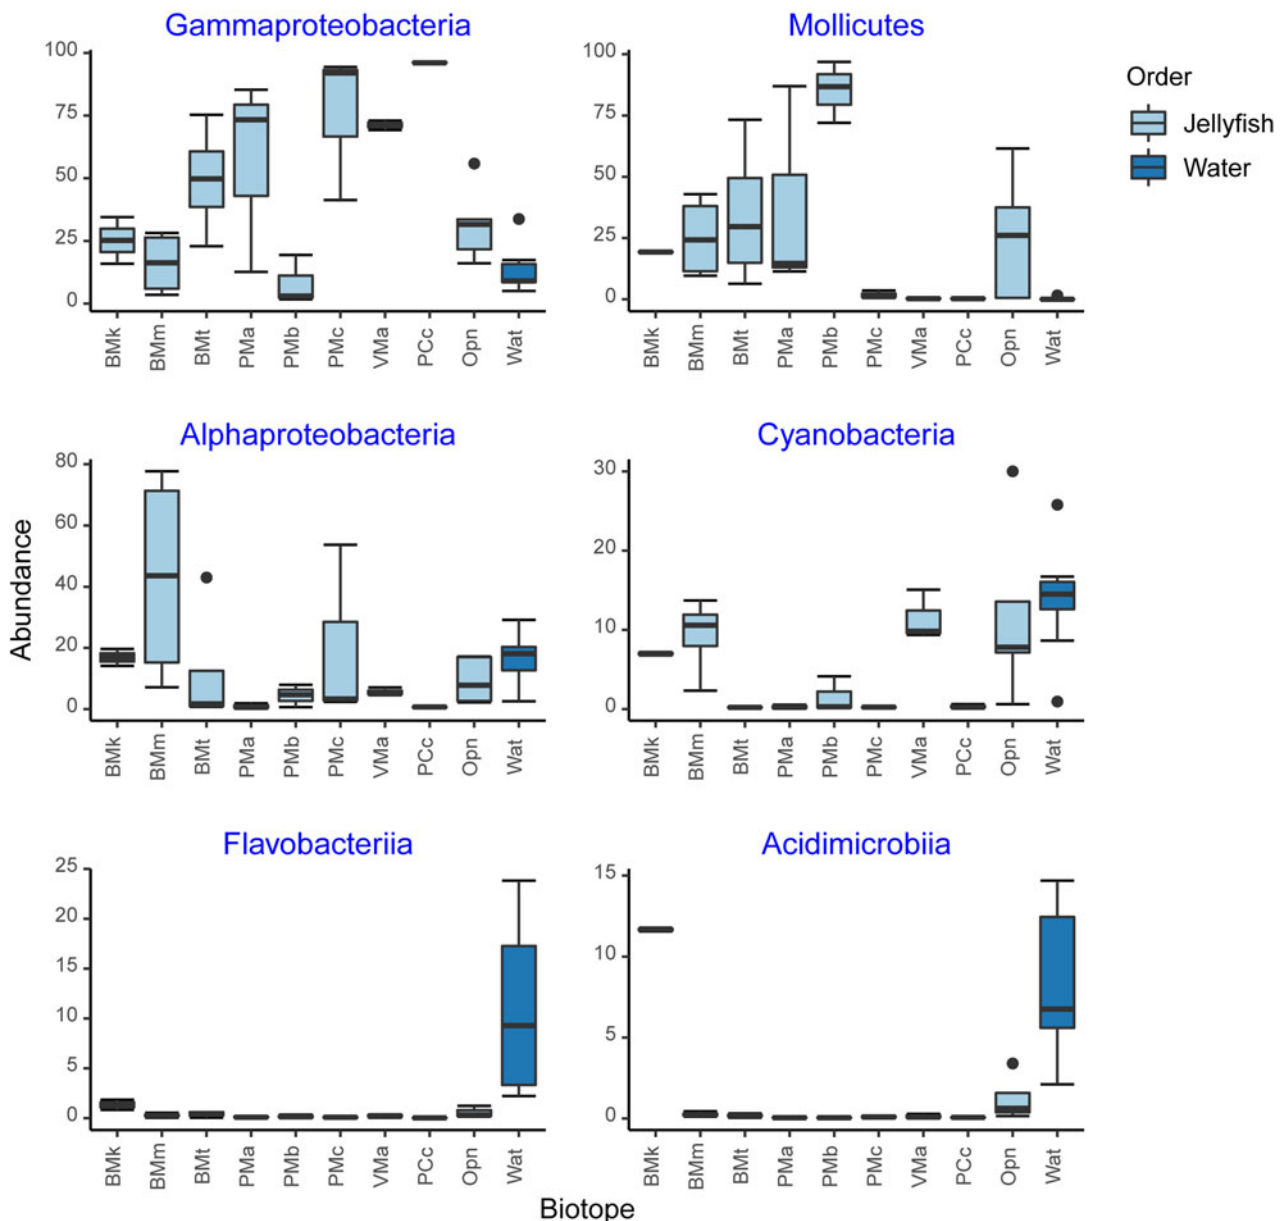 Gammaproteobacteria
100
75
50
25
0
BMk BMm BMt PMa PMb PMc VMa PCc Opn Wat
Mollicutes
100
75
50
25
0
BMk BMm BMt PMa PMb PMc VMa PCc Opn Wat
Order
Jellyfish
Water
Abundance
Alphaproteobacteria
80
60
40
20
0
BMk BMm BMt PMa PMb PMc VMa PCc Opn Wat
Cyanobacteria
30
20
10
0
BMk BMm BMt PMa PMb PMc VMa PCc Opn Wat
Flavobacteriia
25
20
15
10
5
0
BMk BMm BMt PMa PMb PMc VMa PCc Opn Wat
Acidimicrobiia
15
10
5
0
BMk BMm BMt PMa PMb PMc VMa PCc Opn Wat
Biotope